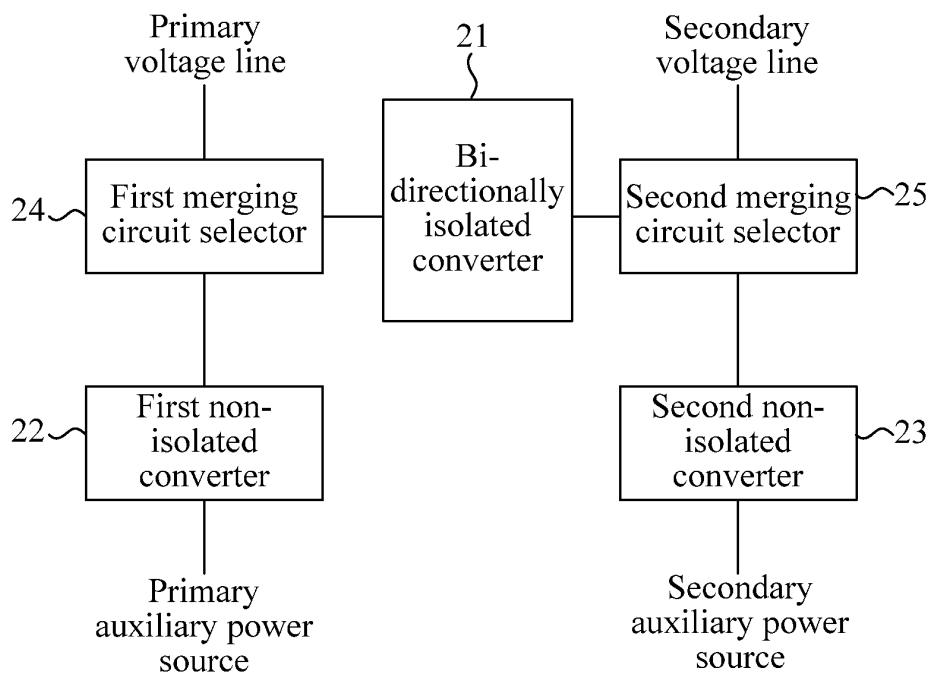 Primary
voltage line
21
Secondary
voltage line
24
First merging
circuit selector
Bi-
directionally
isolated
converter
Second merging
circuit selector
25
22
First non-
isolated
converter
Second non-
isolated
converter
23
Primary
auxiliary power
source
Secondary
auxiliary power
source